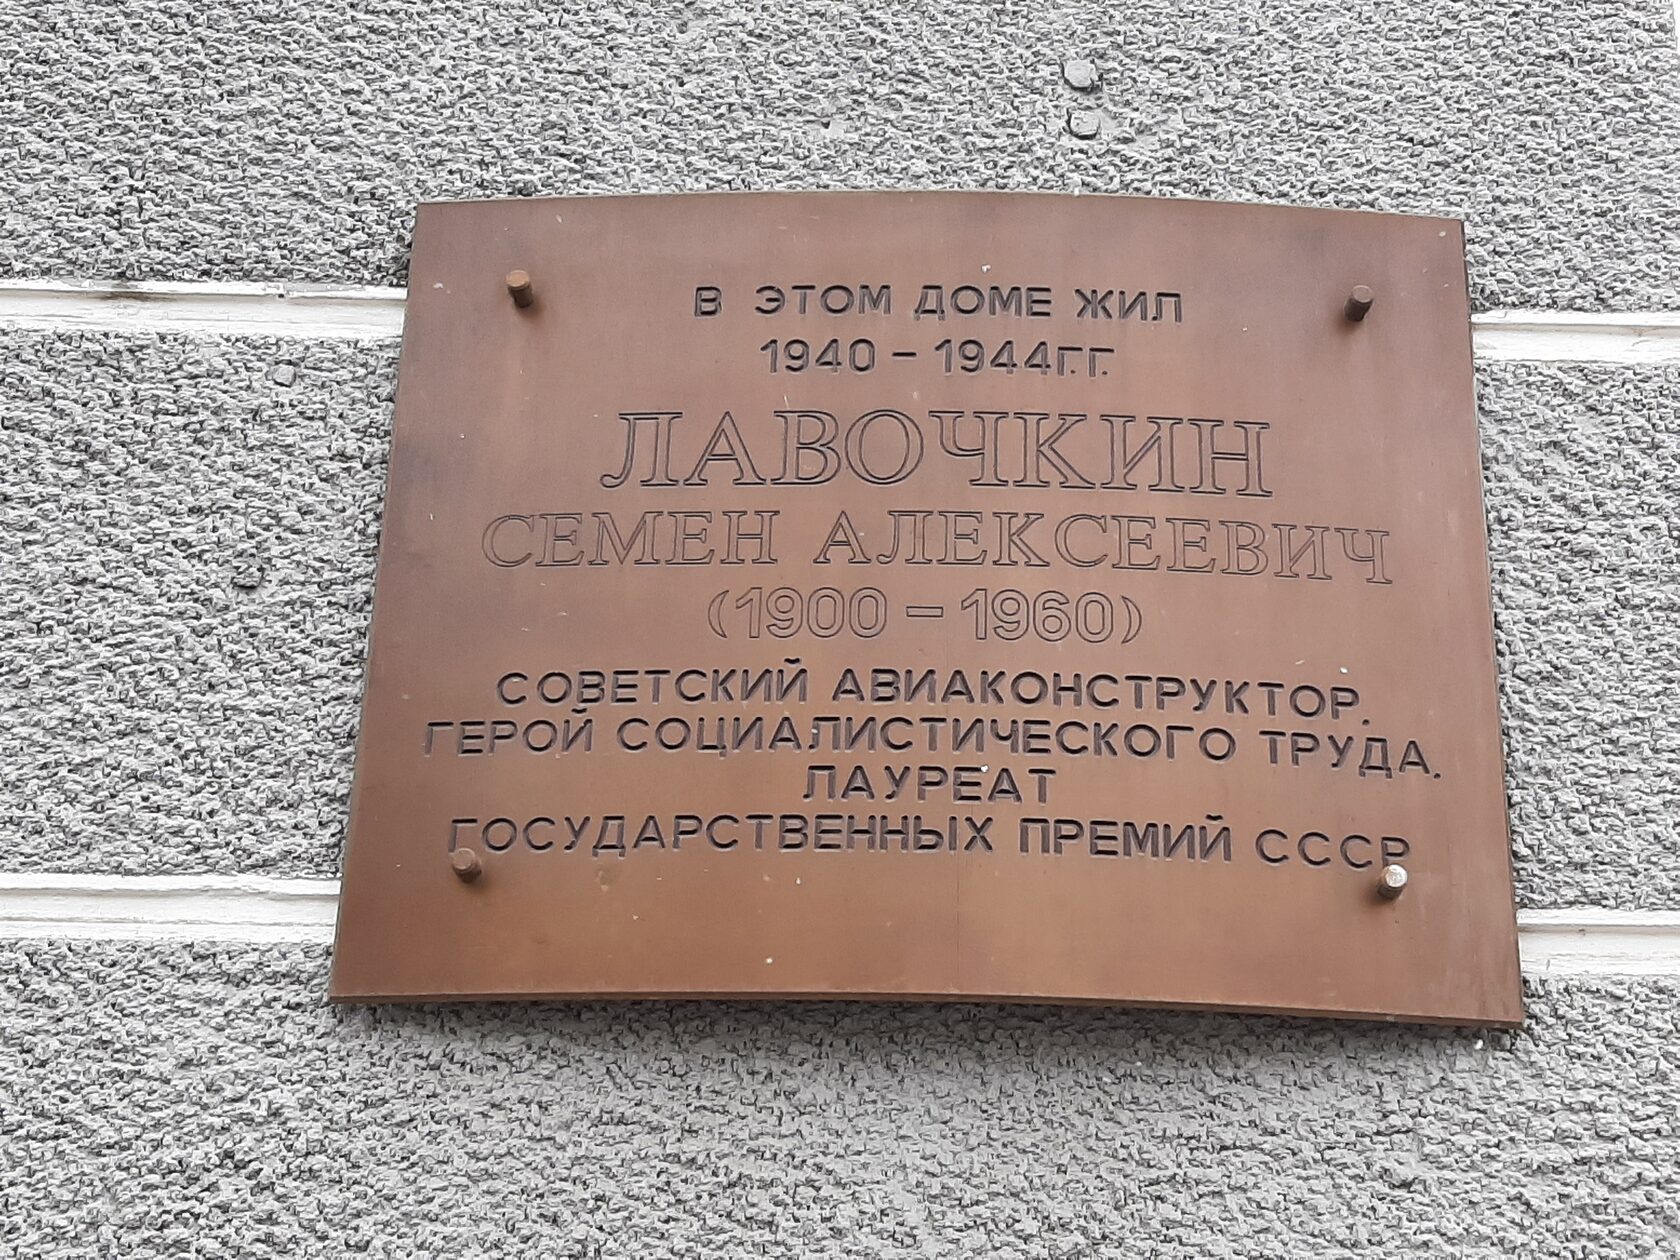 В ЭТОМ ДОМЕ ЖИЛ
1940 – 1944Г.Г.
ЛАВОЧКИН
СЕМЕН АЛЕКСЕЕВИЧ
(1900 – 1960)
СОВЕТСКИЙ АВИАКОНСТРУКТОР.
ГЕРОЙ СОЦИАЛИСТИЧЕСКОГО ТРУДА.
ЛАУРЕАТ
ГОСУДАРСТВЕННЫХ ПРЕМИЙ СССР